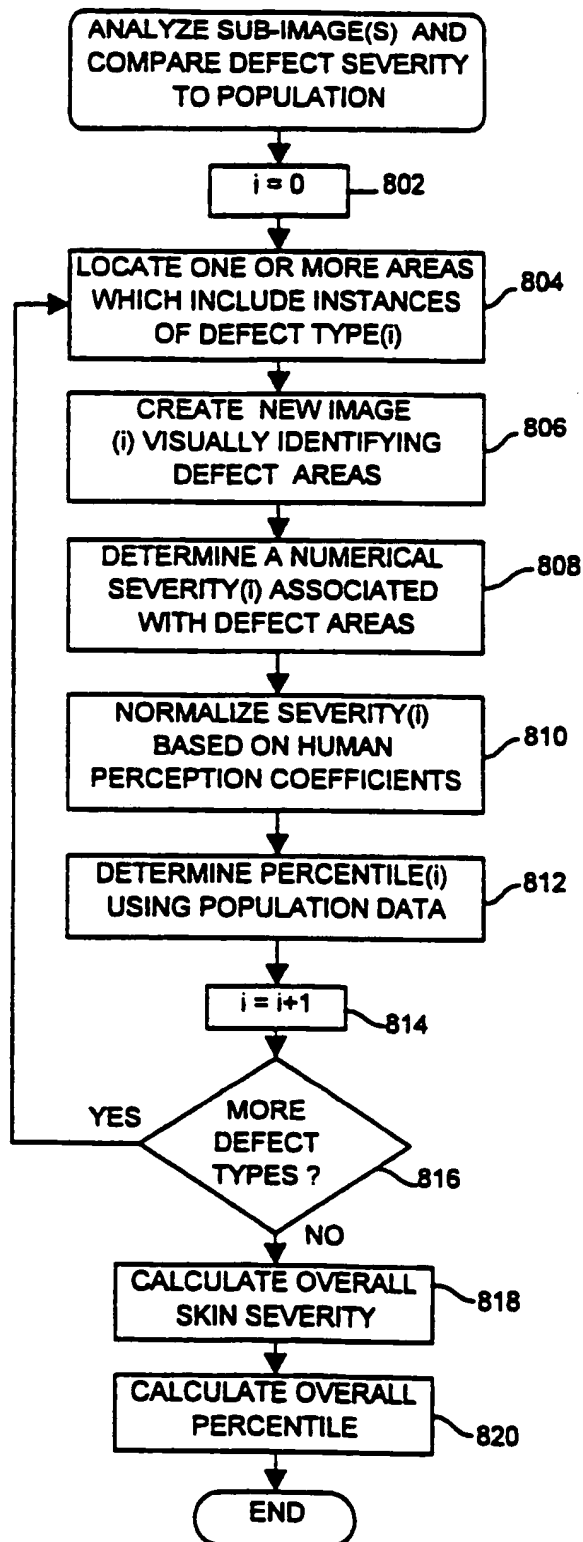 ANALYZE SUB-IMAGE(S) AND
COMPARE DEFECT SEVERITY
TO POPULATION
i = 0
802
LOCATE ONE OR MORE AREAS
WHICH INCLUDE INSTANCES
OF DEFECT TYPE(i)
804
CREATE NEW IMAGE
(i) VISUALLY IDENTIFYING
DEFECT AREAS
806
DETERMINE A NUMERICAL
SEVERITY(i) ASSOCIATED
WITH DEFECT AREAS
808
NORMALIZE SEVERITY(i)
BASED ON HUMAN
PERCEPTION COEFFICIENTS
810
DETERMINE PERCENTILE(i)
USING POPULATION DATA
812
i = i+1
814
YES
MORE
DEFECT
TYPES ?
816
NO
CALCULATE OVERALL
SKIN SEVERITY
818
CALCULATE OVERALL
PERCENTILE
820
END